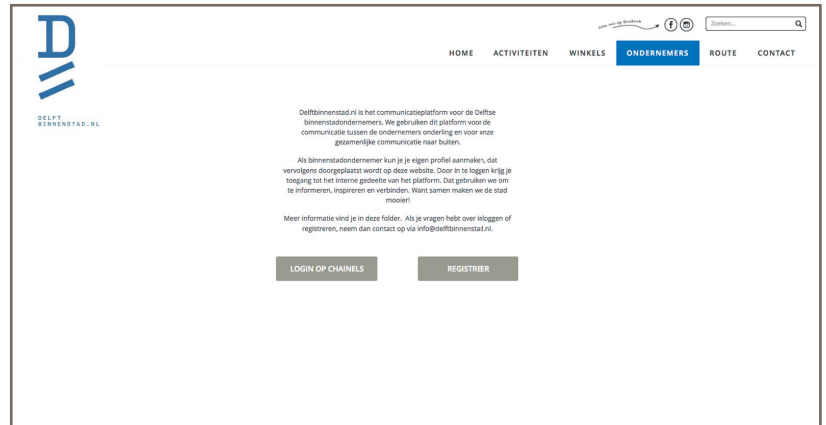 Like ons op facebook
Zoeken...
HOME ACTIVITEITEN WINKELS ONDERNEMERS ROUTE CONTACT
D
DELFT
BINNENSTAD.NL
Delftbinnenstad.nl is het communicatieplatform voor de Delftse
binnenstadondernemers. We gebruiken dit platform voor de
communicatie tussen de ondernemers onderling en voor onze
gezamenlijke communicatie naar buiten.
Als binnenstadondernemer kun je je eigen profiel aanmaken, dat
vervolgens doorgeplaatst wordt op deze website. Door in te loggen krijg je
toegang tot het interne gedeelte van het platform. Dat gebruiken we om
te informeren, inspireren en verbinden. Want samen maken we de stad
mooier!
Meer informatie vind je in deze folder. Als je vragen hebt over inloggen of
registreren, neem dan contact op via info@delftbinnenstad.nl.
LOGIN OP CHAINELS
REGISTREER